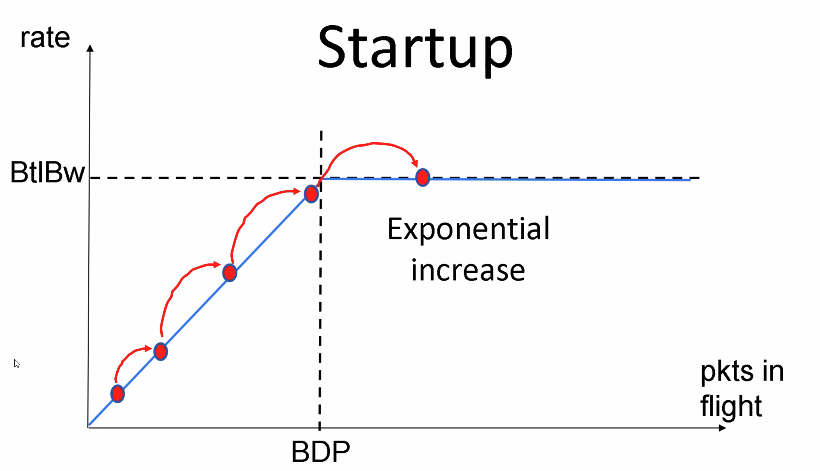 Startup
rate
BtlBw
Exponential
increase
pkts in
flight
BDP